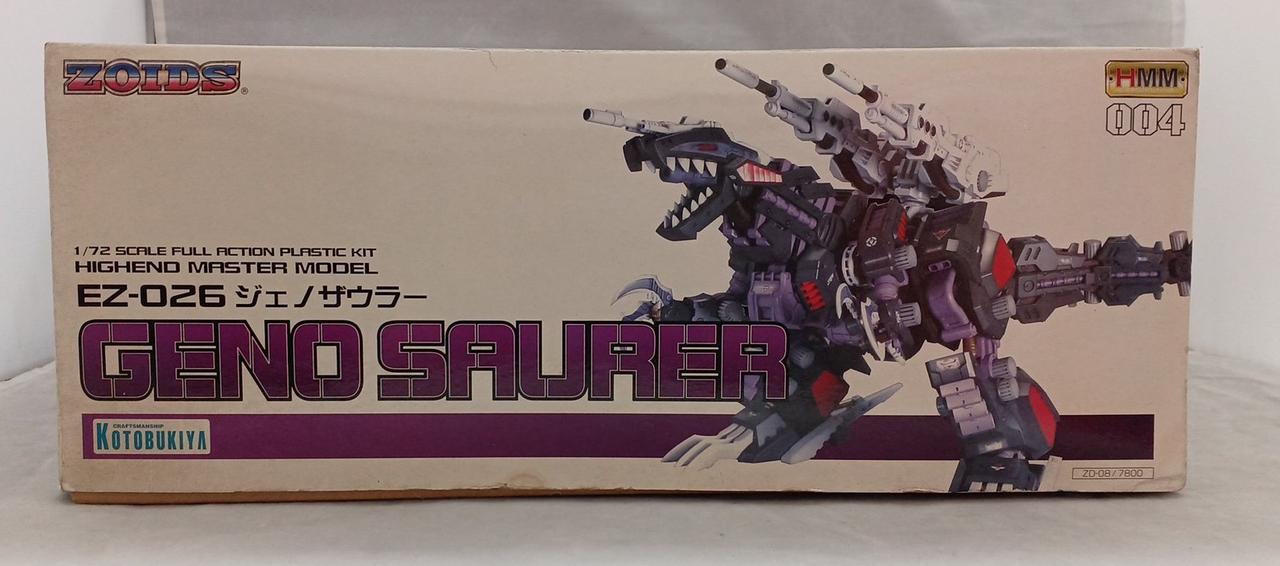 ZOIDS®
HMM
004
1/72 SCALE FULL ACTION PLASTIC KIT
HIGHEND MASTER MODEL
EZ-026 ジェノザウラー
GENO SAURER
CRAFTSMANSHIP
KOTOBUKIYA
ZD-08/7800